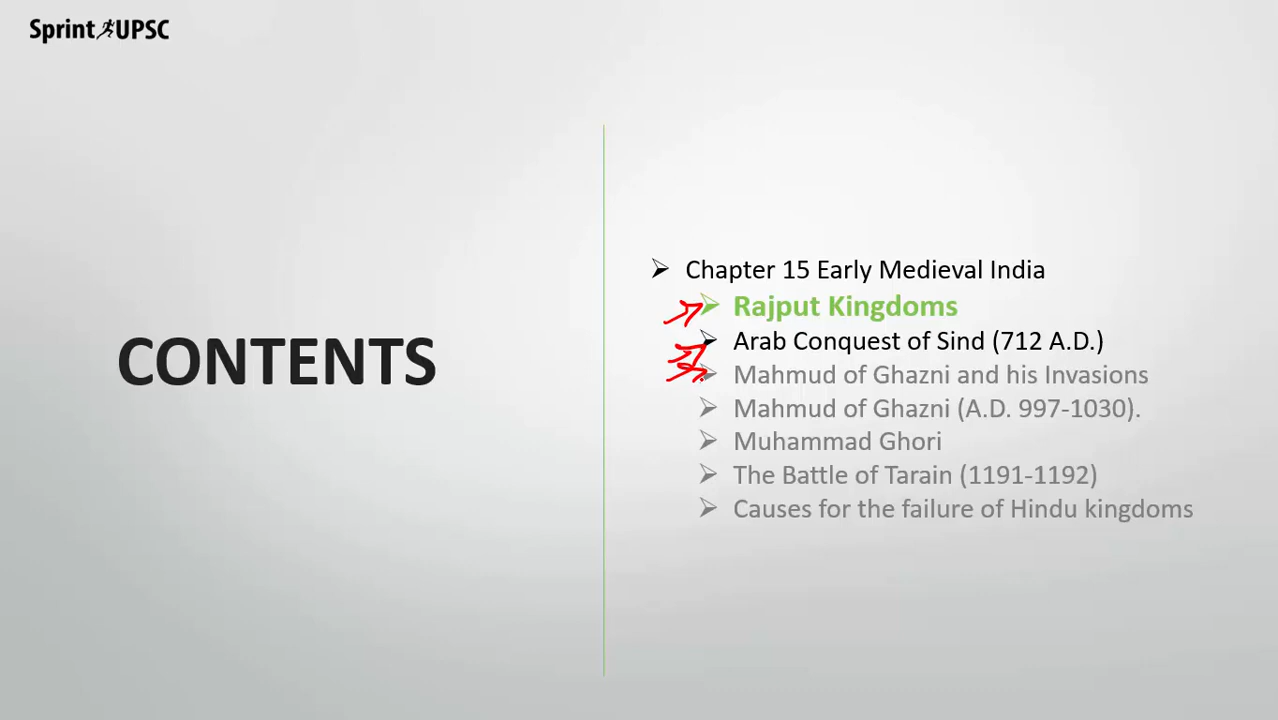 Sprint UPSC
CONTENTS
Chapter 15 Early Medieval India
Rajput Kingdoms
Arab Conquest of Sind (712 A.D.)
Mahmud of Ghazni and his Invasions
Mahmud of Ghazni (A.D. 997-1030).
Muhammad Ghori
The Battle of Tarain (1191-1192)
Causes for the failure of Hindu kingdoms